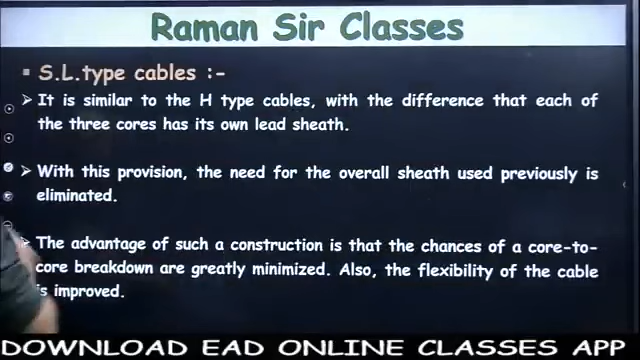 Raman Sir Classes
S.L.type cables :-
It is similar to the H type cables, with the difference that each of
the three cores has its own lead sheath.
With this provision, the need for the overall sheath used previously is
eliminated.
The advantage of such a construction is that the chances of a core-to-
core breakdown are greatly minimized. Also, the flexibility of the cable
is improved.
DOWNLOAD EAD ONLINE CLASSES APP